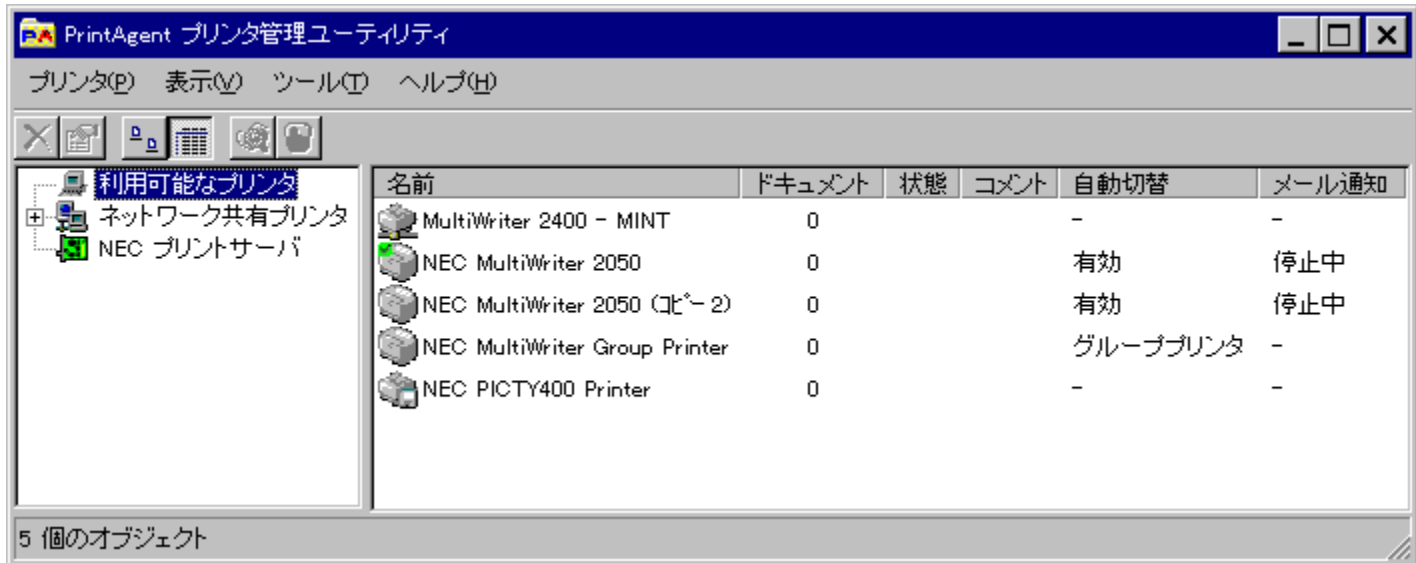 PrintAgent プリンタ管理ユーティリティ
プリンタ(P) 表示(V) ツール(T) ヘルプ(H)
利用可能なプリンタ
ネットワーク共有プリンタ
NEC プリントサーバ
名前 ドキュメント 状態 コメント 自動切替 メール通知
MultiWriter 2400 - MINT 0 - -
NEC MultiWriter 2050 0 有効 停止中
NEC MultiWriter 2050 (ｺﾋﾟｰ 2) 0 有効 停止中
NEC MultiWriter Group Printer 0 グループプリンタ -
NEC PICTY400 Printer 0 - -
5 個のオブジェクト